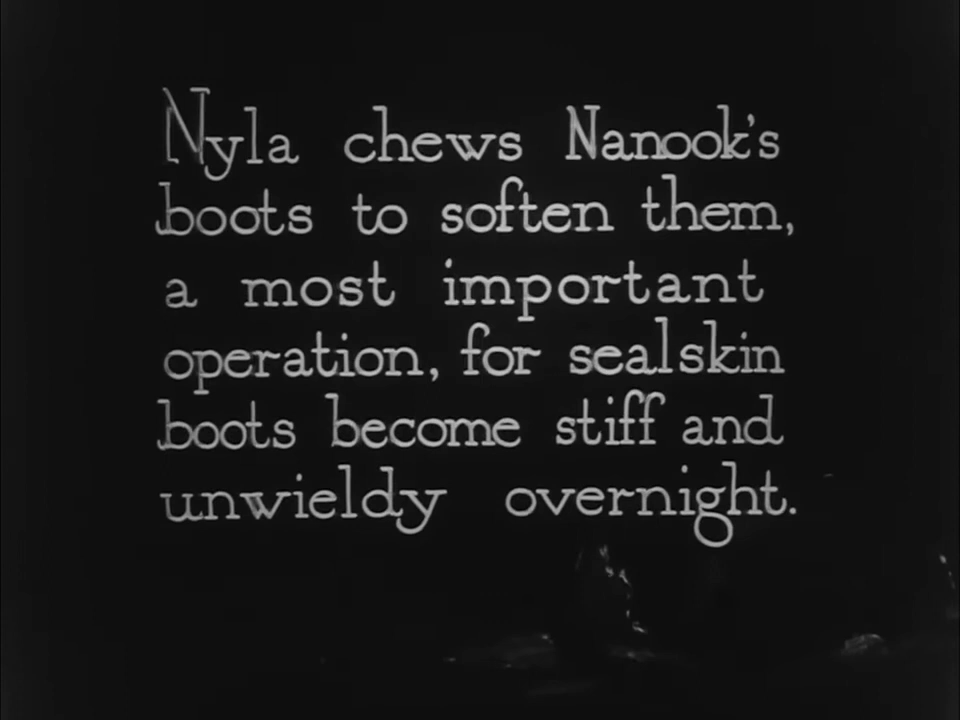 Nyla chews Nanook's
boots to soften them,
a most important
operation, for sealskin
boots become stiff and
unwieldy overnight.